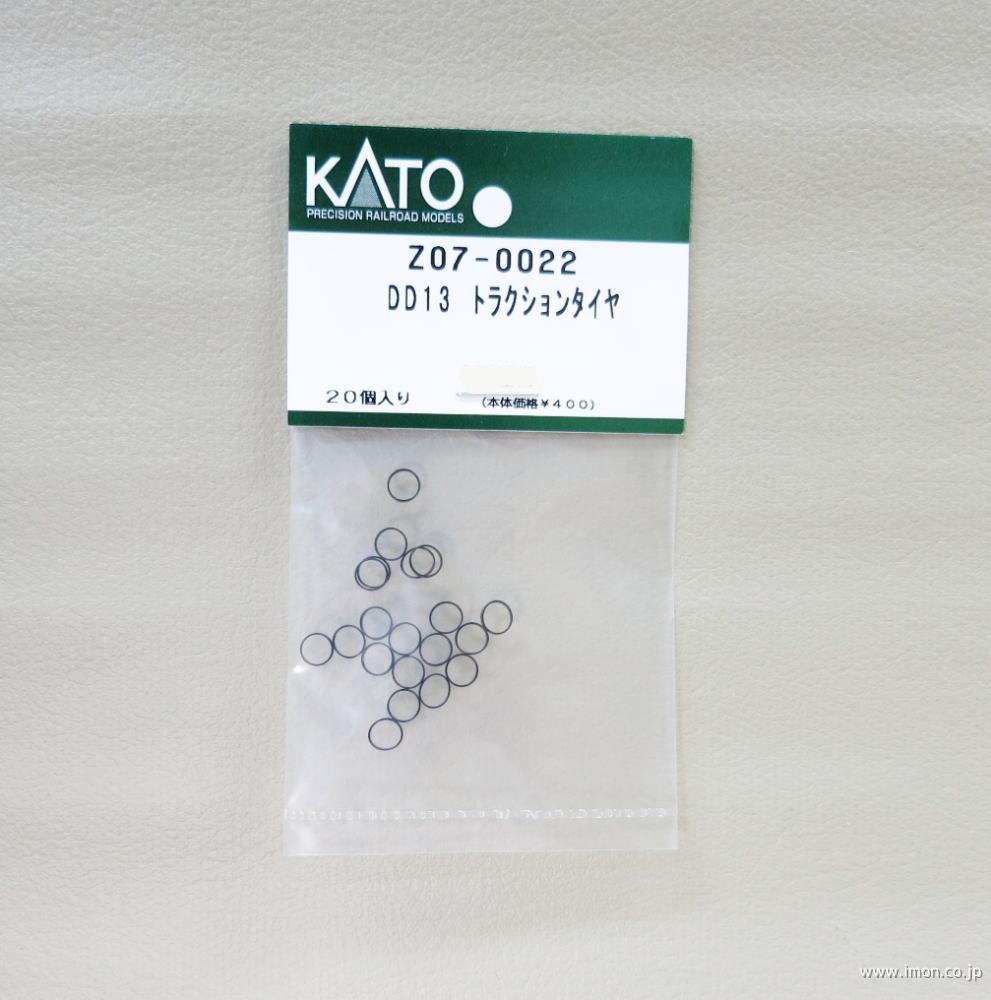 KATO
PRECISION RAILROAD MODELS
Z07-0022
DD13 トラクションタイヤ
20個入り (本体価格¥400)
www.imon.co.jp